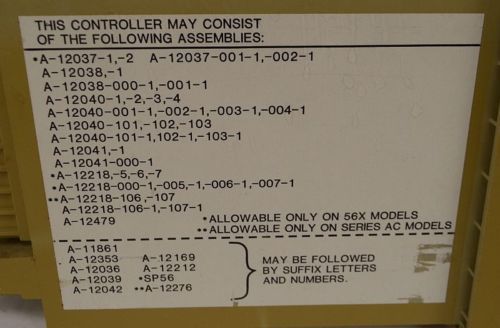 THIS CONTROLLER MAY CONSIST
OF THE FOLLOWING ASSEMBLIES:
*A-12037-1,-2 A-12037-001-1,-002-1
A-12038,-1
A-12038-000-1,-001-1
A-12040-1,-2,-3,-4
A-12040-001-1,-002-1,-003-1,-004-1
A-12040-101,-102,-103
A-12040-101-1,102-1,-103-1
A-12041,-1
A-12041-000-1
*A-12218,-5,-6,-7
*A-12218-000-1,-005,-1,-006-1,-007-1
**A-12218-106,-107
A-12218-106-1,-107-1
A-12479 *ALLOWABLE ONLY ON 56X MODELS
**ALLOWABLE ONLY ON SERIES AC MODELS
A-11861
A-12353 A-12169
A-12036 A-12212
A-12039 *SP56
A-12042 **A-12276
MAY BE FOLLOWED
BY SUFFIX LETTERS
AND NUMBERS.